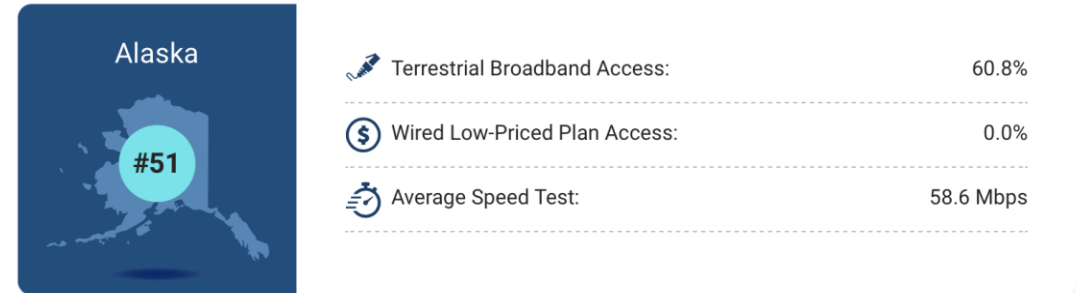 Alaska
#51
Terrestrial Broadband Access: 60.8%
Wired Low-Priced Plan Access: 0.0%
Average Speed Test: 58.6 Mbps